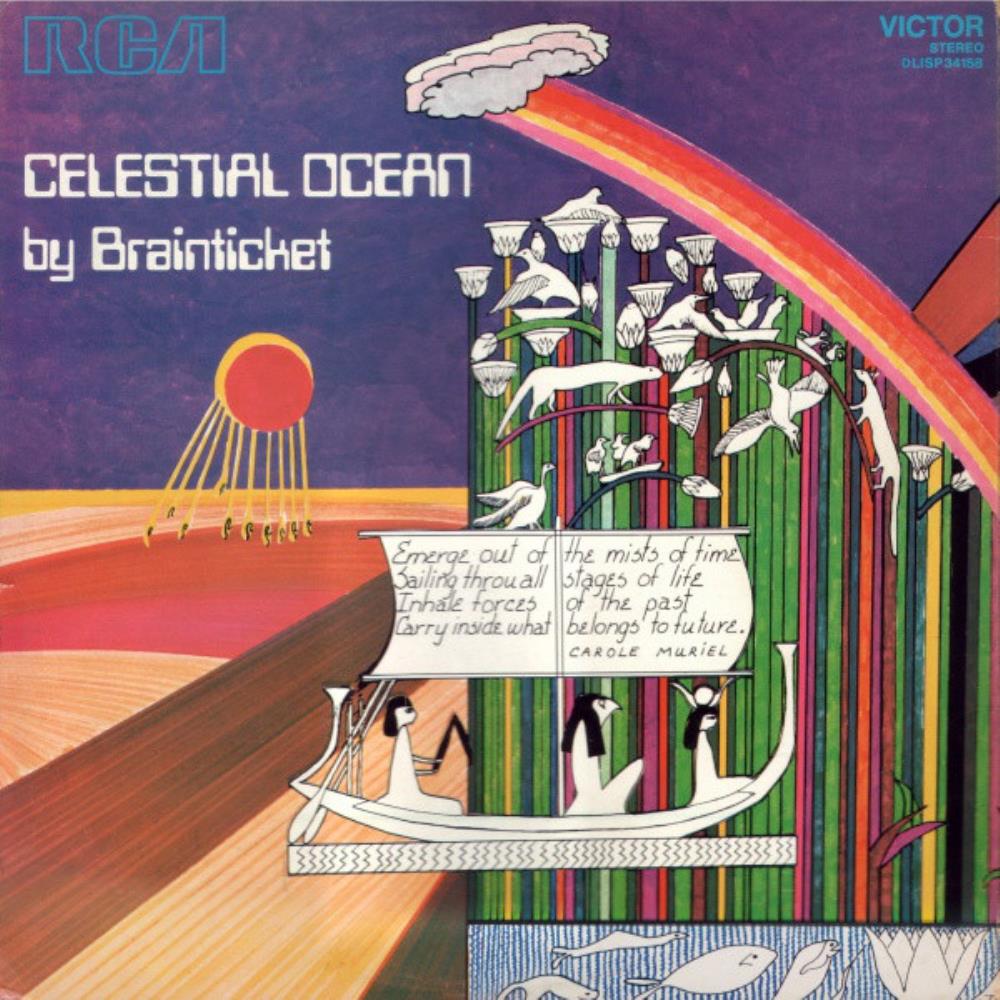 RCA
VICTOR
STEREO
DLISP34158
CELESTIAL OCEAN
by Brainticket
Emerge out of the mists of time
Sailing throu all stages of life
Inhale forces of the past
Carry inside what belongs to future.
CAROLE MURIEL